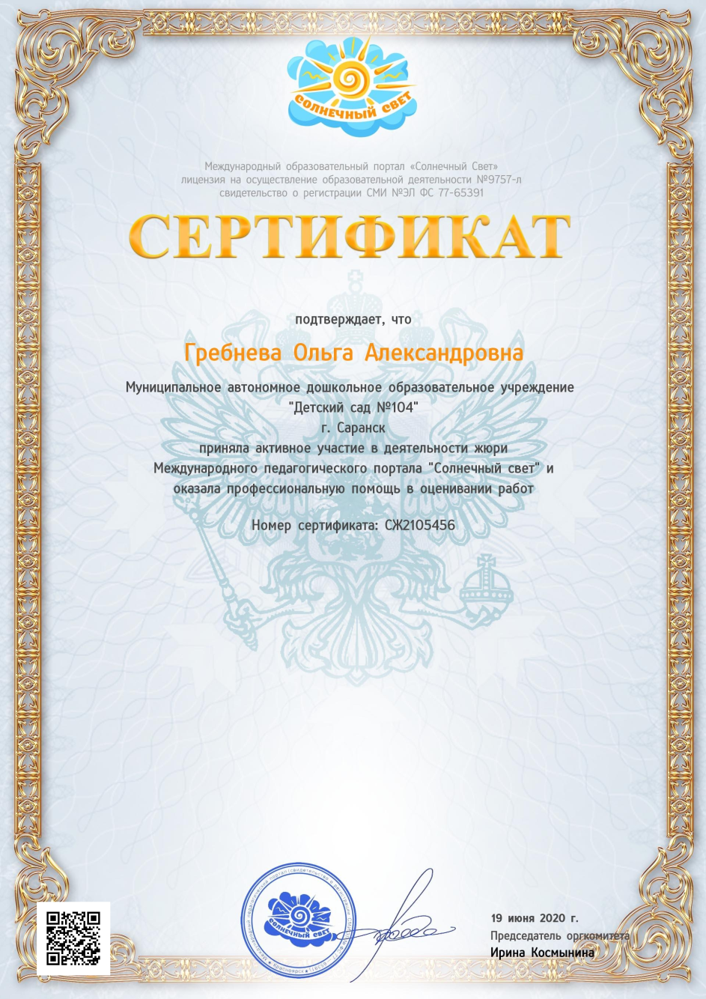 СОЛНЕЧНЫЙ СВЕТ
Международный образовательный портал «Солнечный Свет»
лицензия на осуществление образовательной деятельности №9757-л
свидетельство о регистрации СМИ №ЭЛ ФС 77-65391
СЕРТИФИКАТ
подтверждает, что
Гребнева Ольга Александровна
Муниципальное автономное дошкольное образовательное учреждение
"Детский сад №104"
г. Саранск
приняла активное участие в деятельности жюри
Международного педагогического портала "Солнечный свет" и
оказала профессиональную помощь в оценивании работ
Номер сертификата: СЖ2105456
СОЛНЕЧНЫЙ СВЕТ
19 июня 2020 г.
Председатель оргкомитета
Ирина Космынина